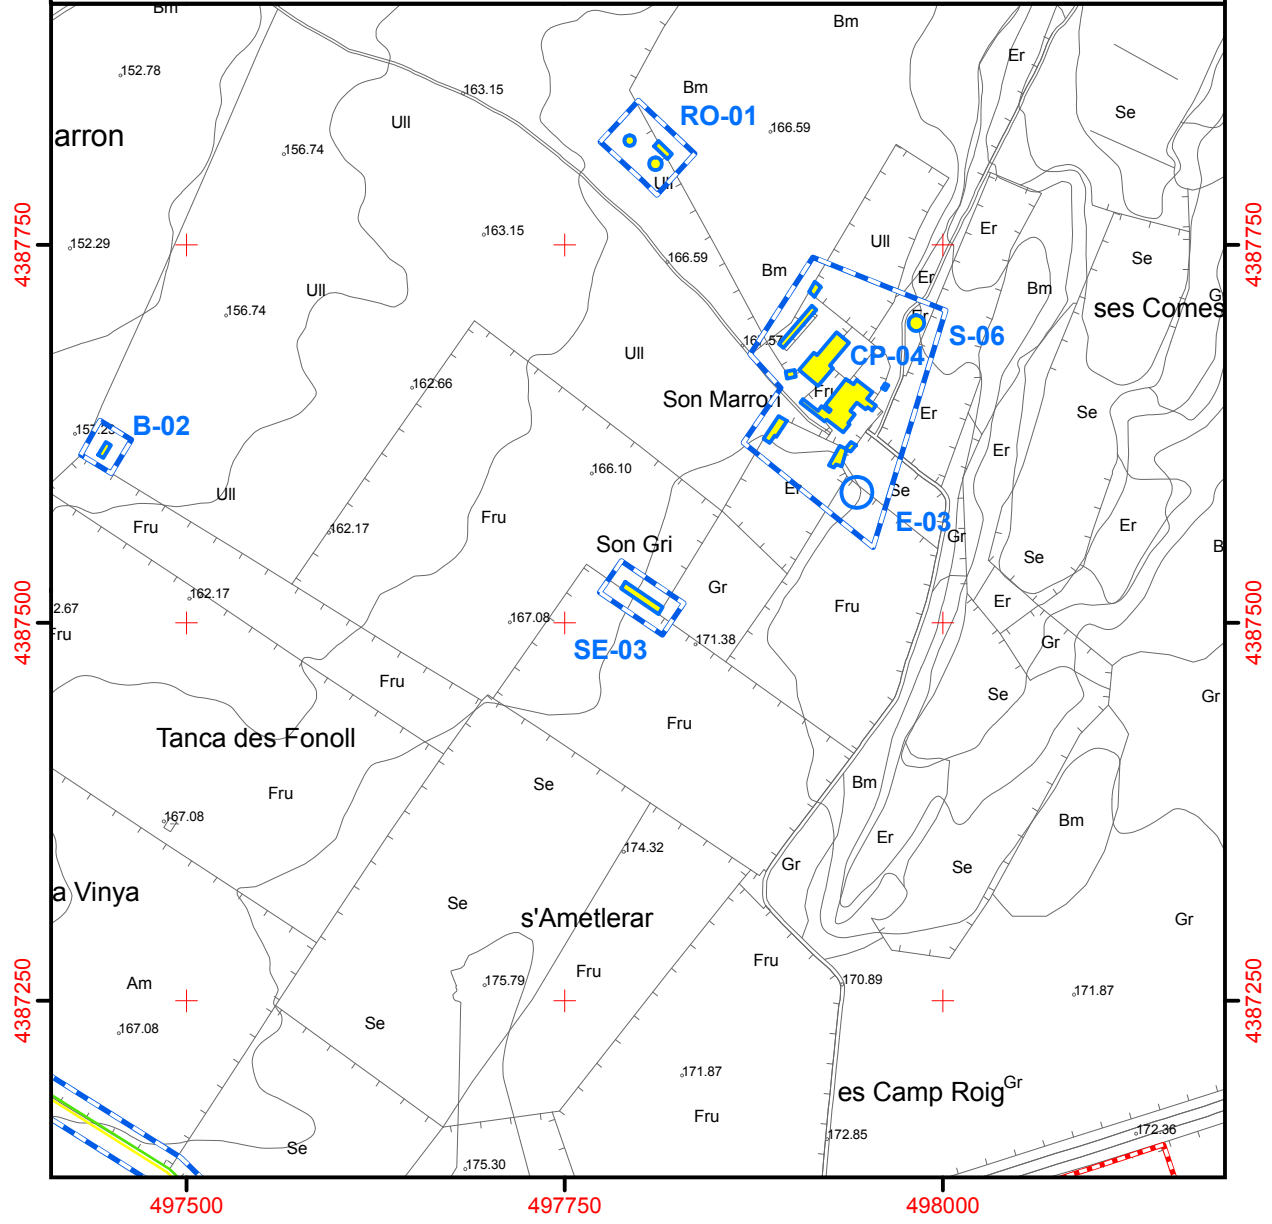 Bm
Bm
Er
152.78
163.15
Bm
RO-01
Se
arron
Ull
166.59
156.74
Ull
4387750
152.29
163.15
166.59
Ull
Er
Se
4387750
Bm
Er
Ull
156.74
Bm
ses Comes
Er
S-06
Ull
CP-04
162.66
Son Marron
Fru
Er
Se
B-02
Er
166.10
Ull
Er
Se
Fru
Fru
162.17
E-03
Er
Son Gri
Gr
Se
B
162.17
Gr
Er
4387500
2.67
Fru
167.08
Fru
4387500
SE-03
171.38
Gr
Fru
Se
Gr
Tanca des Fonoll
Fru
Se
Bm
Fru
167.08
Bm
174.32
Er
Gr
Se
a Vinya
Se
s'Ametlerar
Gr
Fru
Fru
Am
175.79
170.89
171.87
4387250
167.08
Se
4387250
171.87
es Camp Roig
Gr
Fru
172.85
172.36
Se
175.30
497500
497750
498000